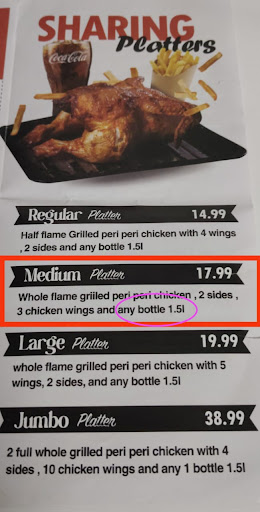 SHARING
Platters
Coca-Cola
Regular Platter 14.99
Half flame Grilled peri peri chicken with 4 wings
, 2 sides and any bottle 1.5l
Medium Platter 17.99
Whole flame grilled peri peri chicken , 2 sides ,
3 chicken wings and any bottle 1.5l
Large Platter 19.99
whole flame grilled peri peri chicken with 5
wings, 2 sides, and any bottle 1.5l
Jumbo Platter 38.99
2 full whole grilled peri peri chicken with 4
sides , 10 chicken wings and any 1 bottle 1.5l